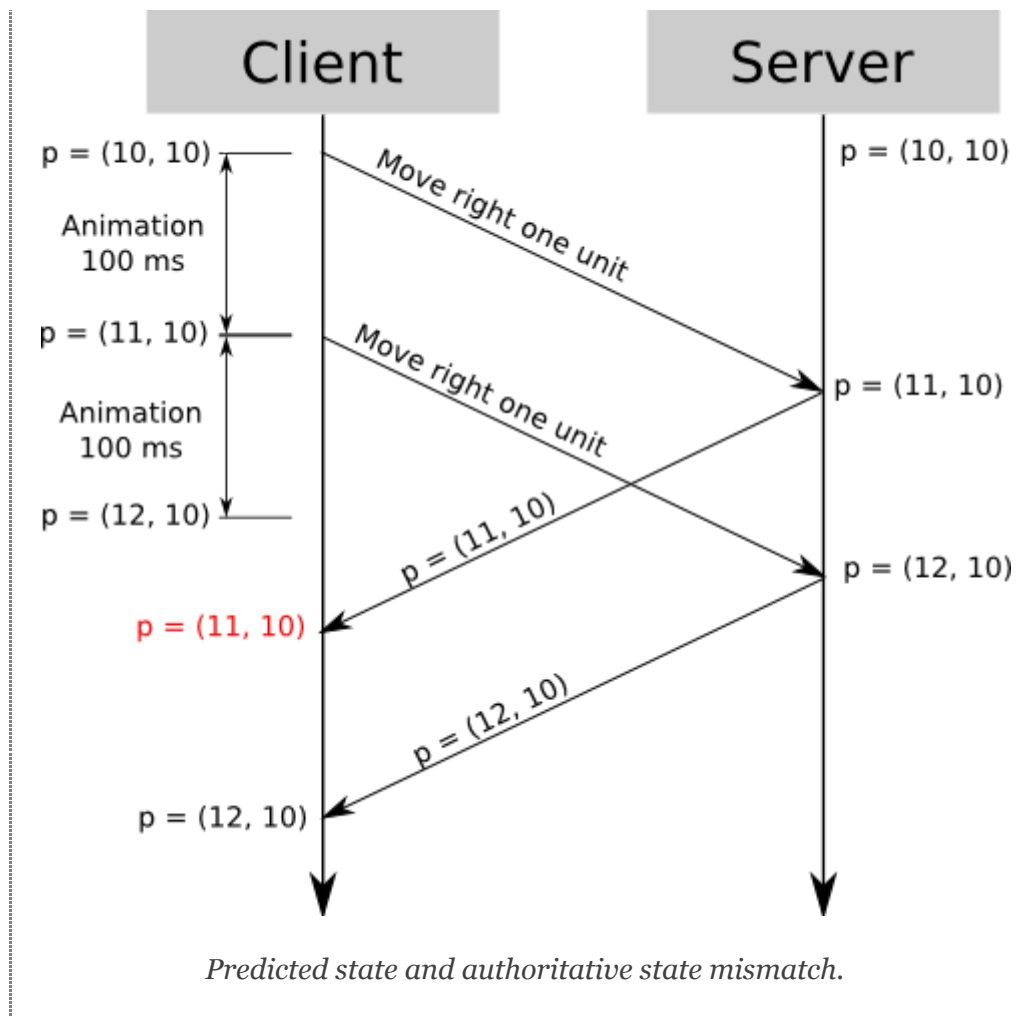 Client
Server
p = (10, 10)
p = (10, 10)
Move right one unit
Animation
100 ms
p = (11, 10)
Move right one unit
p = (11, 10)
Animation
100 ms
p = (12, 10)
p = (11, 10)
p = (12, 10)
p = (11, 10)
p = (12, 10)
p = (12, 10)
Predicted state and authoritative state mismatch.